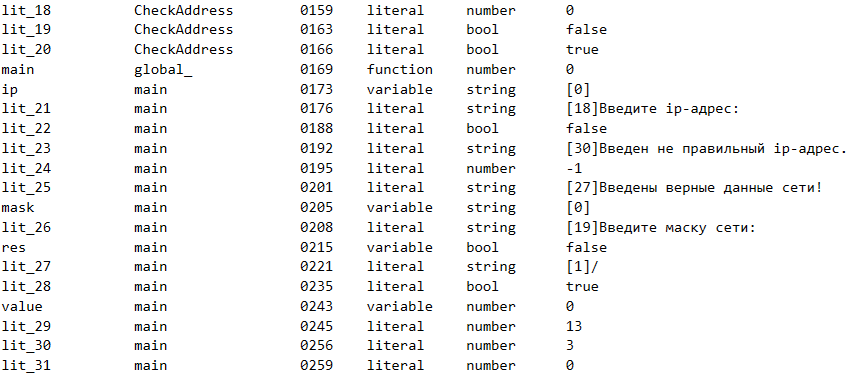 lit_18 CheckAddress 0159 literal number 0
lit_19 CheckAddress 0163 literal bool false
lit_20 CheckAddress 0166 literal bool true
main global_ 0169 function number 0
ip main 0173 variable string [0]
lit_21 main 0176 literal string [18]Введите ip-адрес:
lit_22 main 0188 literal bool false
lit_23 main 0192 literal string [30]Введен не правильный ip-адрес.
lit_24 main 0195 literal number -1
lit_25 main 0201 literal string [27]Введены верные данные сети!
mask main 0205 variable string [0]
lit_26 main 0208 literal string [19]Введите маску сети:
res main 0215 variable bool false
lit_27 main 0221 literal string [1]/
lit_28 main 0235 literal bool true
value main 0243 variable number 0
lit_29 main 0245 literal number 13
lit_30 main 0256 literal number 3
lit_31 main 0259 literal number 0